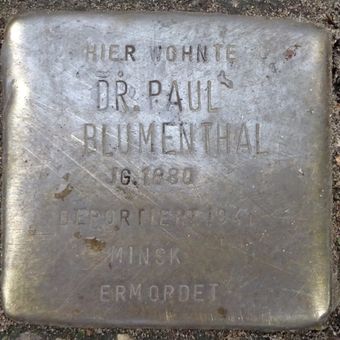 HIER WOHNTE
DR. PAUL
BLUMENTHAL
JG. 1880
DEPORTIERT 1941
MINSK
ERMORDET